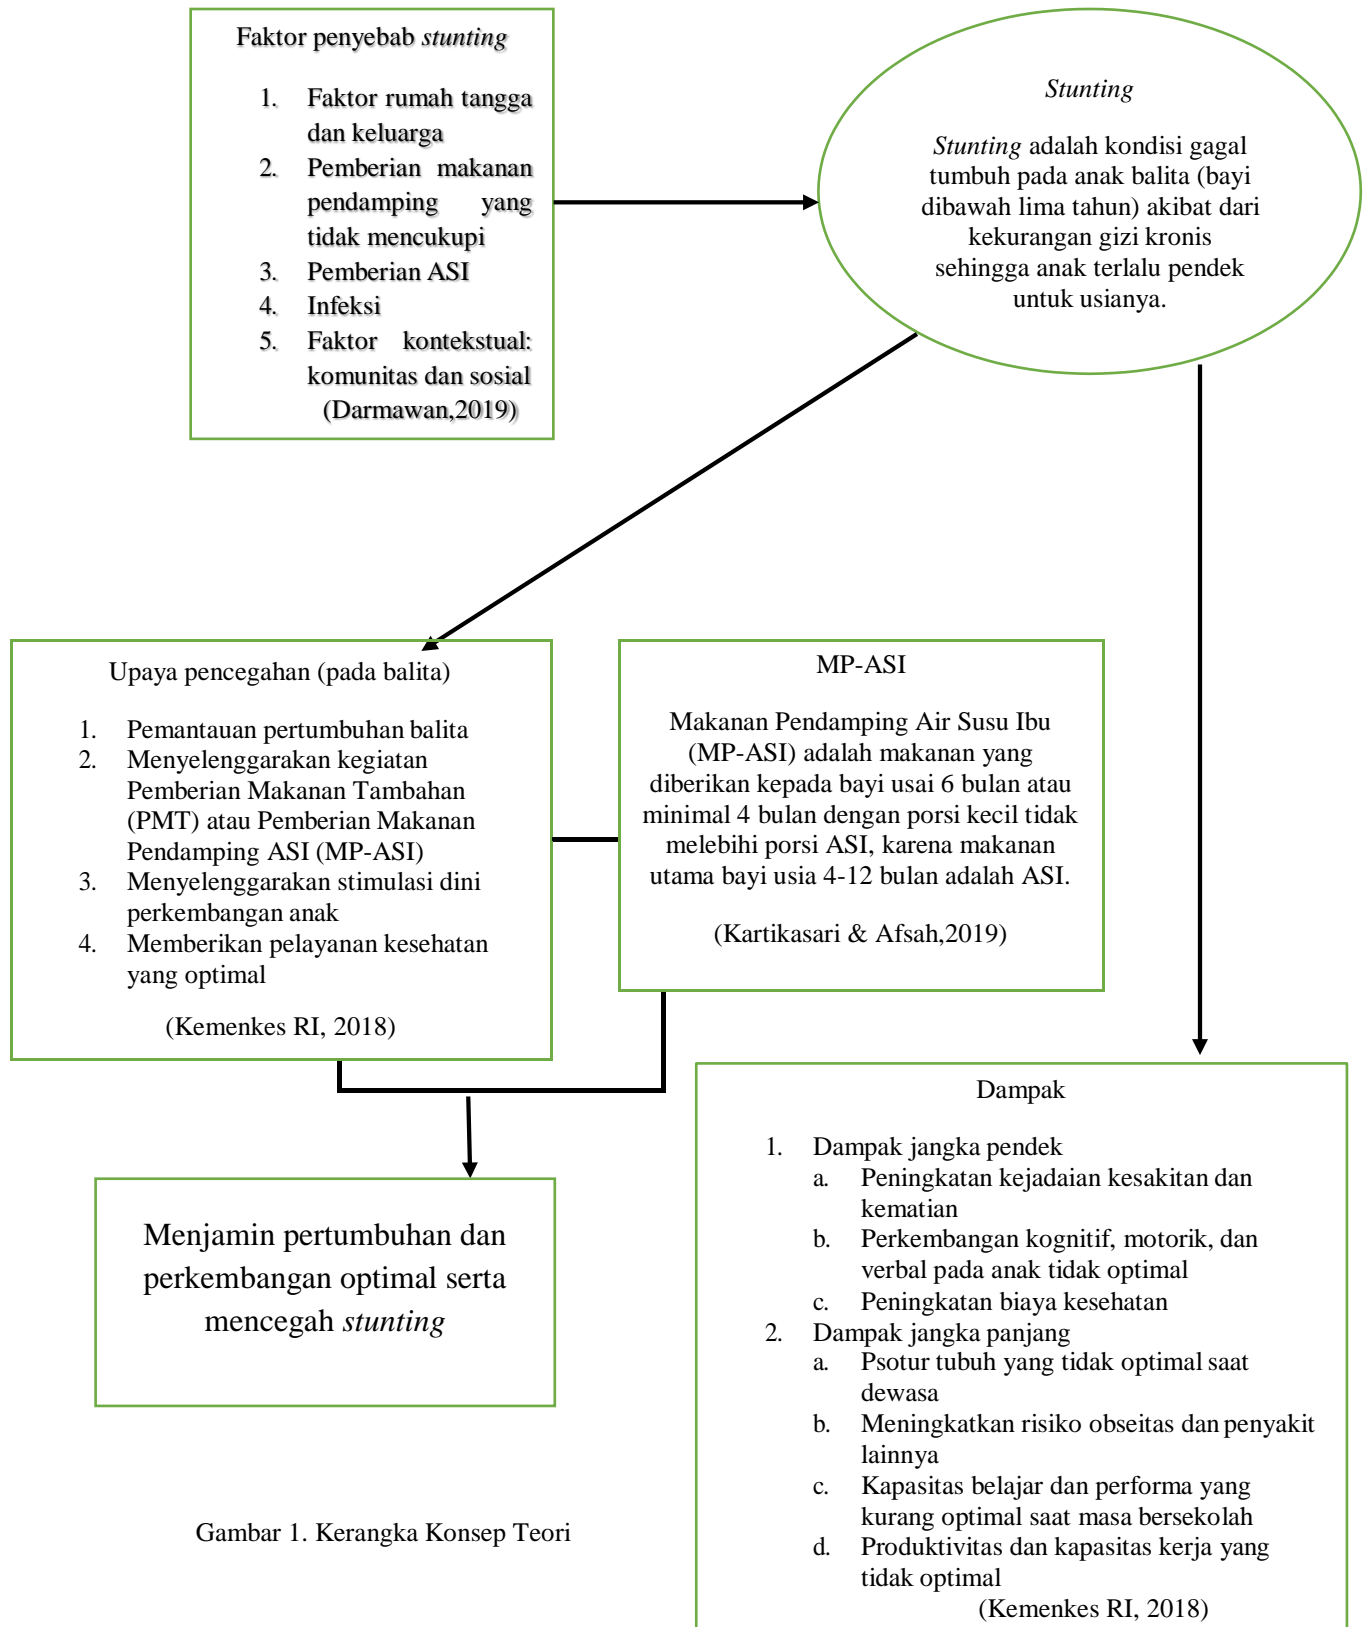 Faktor penyebab stunting
1. Faktor rumah tangga
dan keluarga
2. Pemberian makanan
pendamping yang
tidak mencukupi
3. Pemberian ASI
4. Infeksi
5. Faktor kontekstual:
komunitas dan sosial
(Darmawan,2019)
Stunting
Stunting adalah kondisi gagal
tumbuh pada anak balita (bayi
dibawah lima tahun) akibat dari
kekurangan gizi kronis
sehingga anak terlalu pendek
untuk usianya.
Upaya pencegahan (pada balita)
1. Pemantauan pertumbuhan balita
2. Menyelenggarakan kegiatan
Pemberian Makanan Tambahan
(PMT) atau Pemberian Makanan
Pendamping ASI (MP-ASI)
3. Menyelenggarakan stimulasi dini
perkembangan anak
4. Memberikan pelayanan kesehatan
yang optimal
(Kemenkes RI, 2018)
MP-ASI
Makanan Pendamping Air Susu Ibu
(MP-ASI) adalah makanan yang
diberikan kepada bayi usai 6 bulan atau
minimal 4 bulan dengan porsi kecil tidak
melebihi porsi ASI, karena makanan
utama bayi usia 4-12 bulan adalah ASI.
(Kartikasari & Afsah,2019)
Menjamin pertumbuhan dan
perkembangan optimal serta
mencegah stunting
Dampak
1. Dampak jangka pendek
a. Peningkatan kejadaian kesakitan dan
kematian
b. Perkembangan kognitif, motorik, dan
verbal pada anak tidak optimal
c. Peningkatan biaya kesehatan
2. Dampak jangka panjang
a. Psotur tubuh yang tidak optimal saat
dewasa
b. Meningkatkan risiko obseitas dan penyakit
lainnya
c. Kapasitas belajar dan performa yang
kurang optimal saat masa bersekolah
d. Produktivitas dan kapasitas kerja yang
tidak optimal
(Kemenkes RI, 2018)
Gambar 1. Kerangka Konsep Teori